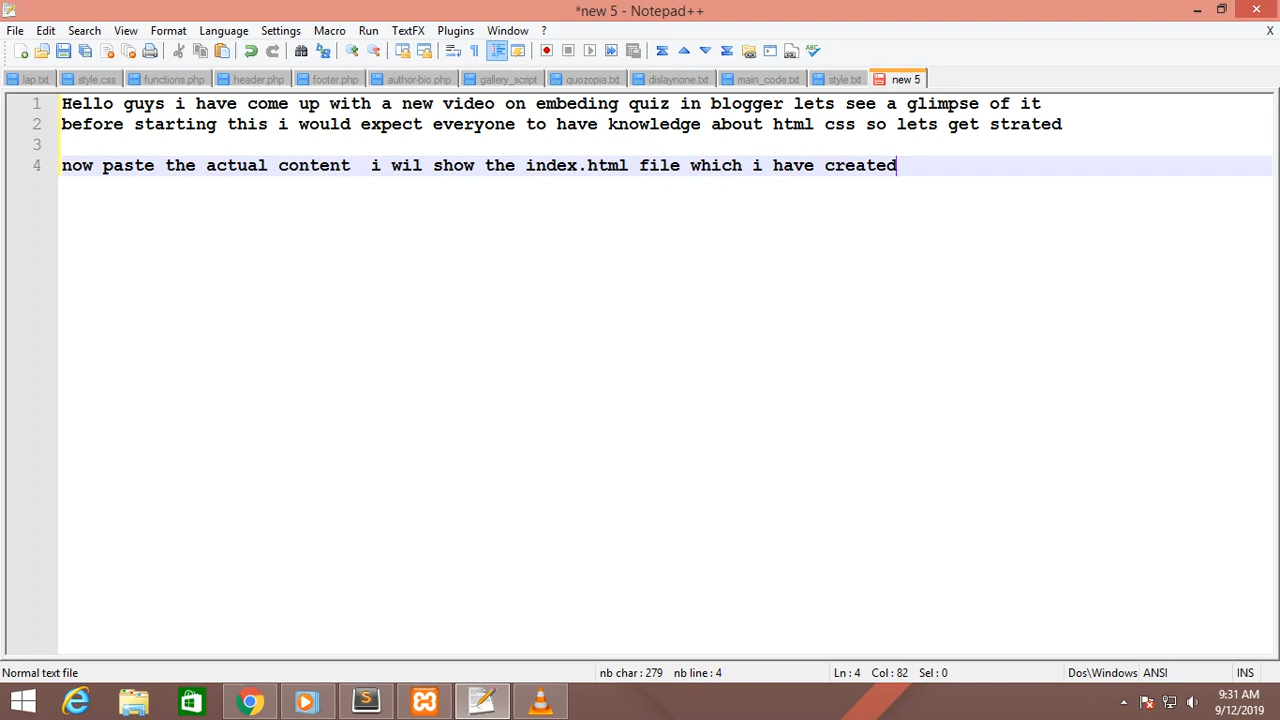 *new 5 - Notepad++
File Edit Search View Format Language Settings Macro Run TextFX Plugins Window ? X
lap.txt style.css functions.php header.php footer.php author-bio.php gallery_script quozopia.txt dislaynone.txt main_code.txt style.txt new 5
1 Hello guys i have come up with a new video on embeding quiz in blogger lets see a glimpse of it
2 before starting this i would expect everyone to have knowledge about html css so lets get strated
3
4 now paste the actual content  i wil show the index.html file which i have created
Normal text file nb char : 279 nb line : 4 Ln : 4 Col : 82 Sel : 0 Dos\Windows ANSI INS
9:31 AM
9/12/2019